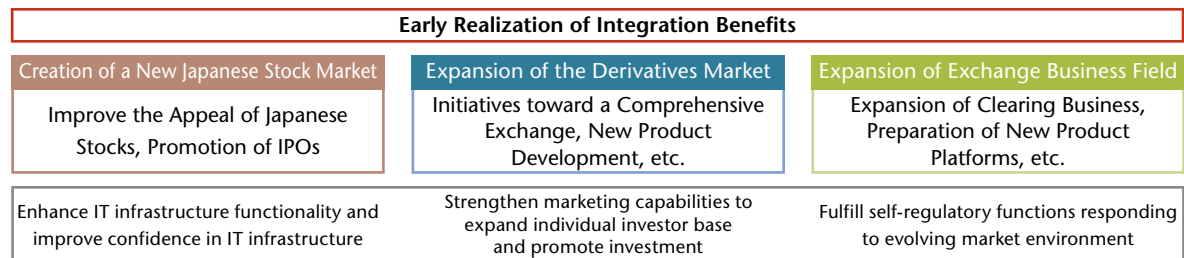 Early Realization of Integration Benefits
Creation of a New Japanese Stock Market
Improve the Appeal of Japanese
Stocks, Promotion of IPOs
Expansion of the Derivatives Market
Initiatives toward a Comprehensive
Exchange, New Product
Development, etc.
Expansion of Exchange Business Field
Expansion of Clearing Business,
Preparation of New Product
Platforms, etc.
Enhance IT infrastructure functionality and
improve confidence in IT infrastructure
Strengthen marketing capabilities to
expand individual investor base
and promote investment
Fulfill self-regulatory functions responding
to evolving market environment